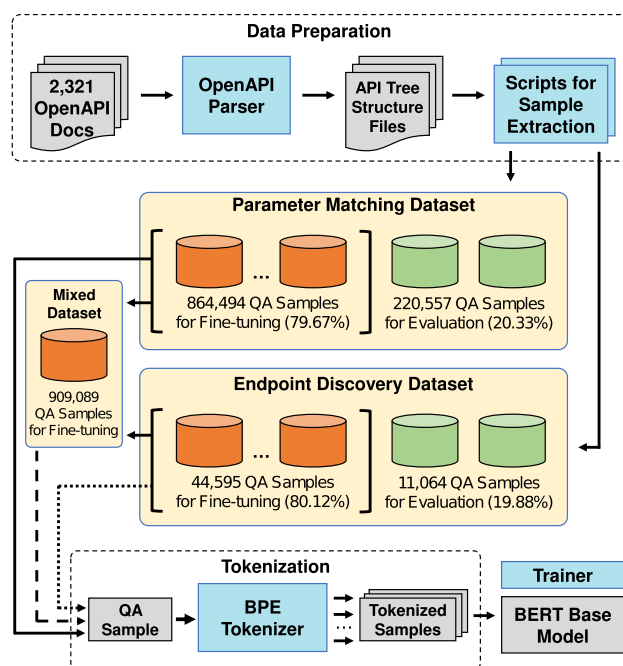 Data Preparation
2,321
OpenAPI
Docs
OpenAPI
Parser
API Tree
Structure
Files
Scripts for
Sample
Extraction
Parameter Matching Dataset
...
864,494 QA Samples
for Fine-tuning (79.67%)
220,557 QA Samples
for Evaluation (20.33%)
Mixed
Dataset
909,089
QA Samples
for Fine-tuning
Endpoint Discovery Dataset
...
44,595 QA Samples
for Fine-tuning (80.12%)
11,064 QA Samples
for Evaluation (19.88%)
Tokenization
QA
Sample
BPE
Tokenizer
...
Tokenized
Samples
Trainer
BERT Base
Model